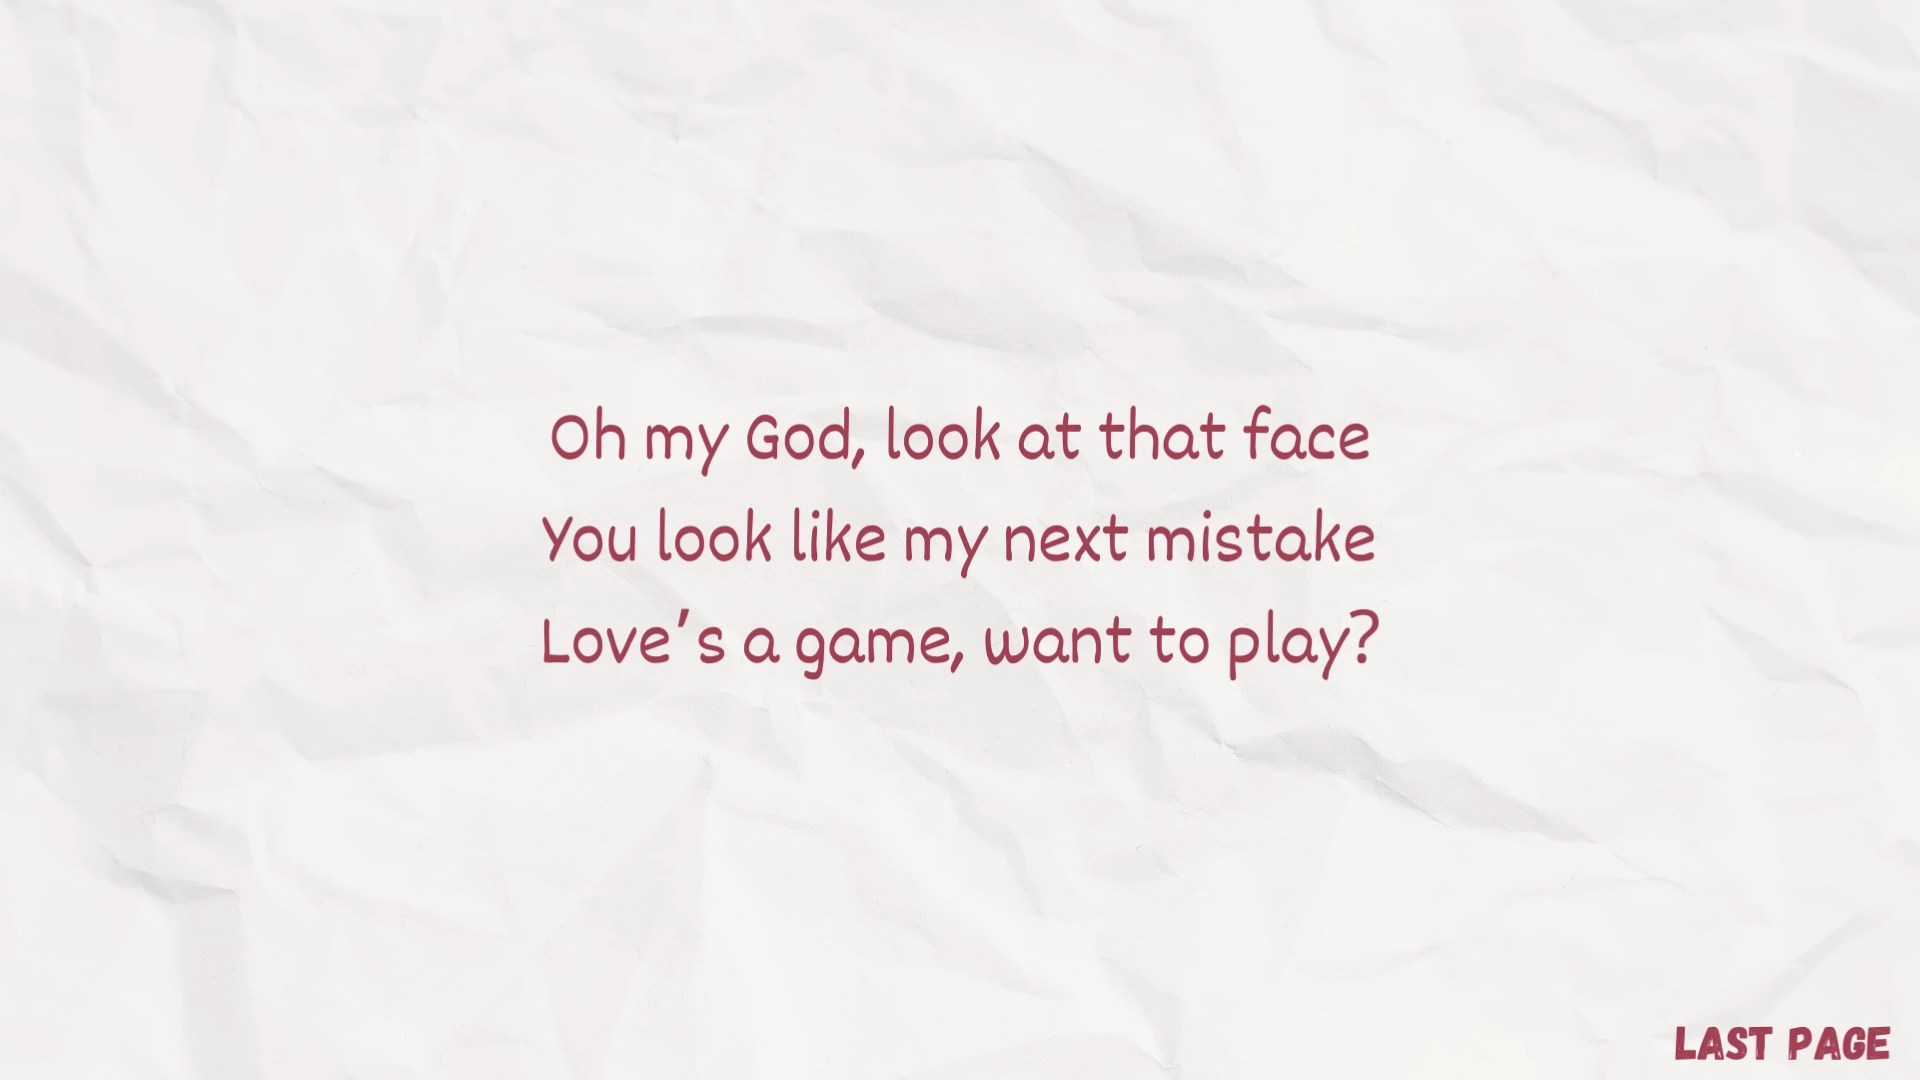 Oh my God, look at that face
You look like my next mistake
Love's a game, want to play?
LAST PAGE